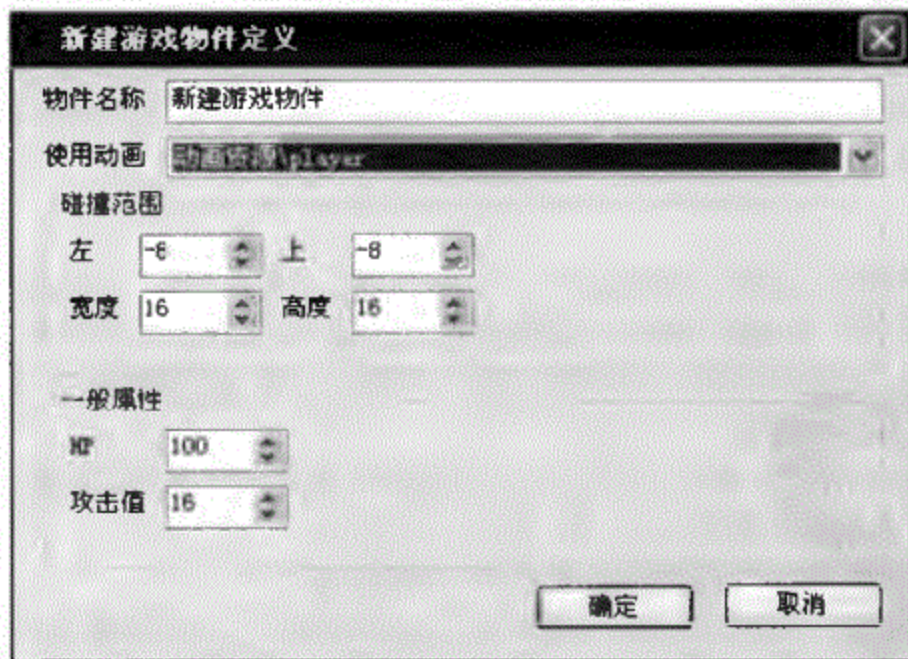 新建游戏物件定义
物件名称 新建游戏物件
使用动画 动画资源\player
碰撞范围
左 -8 上 -8
宽度 16 高度 16
一般属性
HP 100
攻击值 16
确定 取消